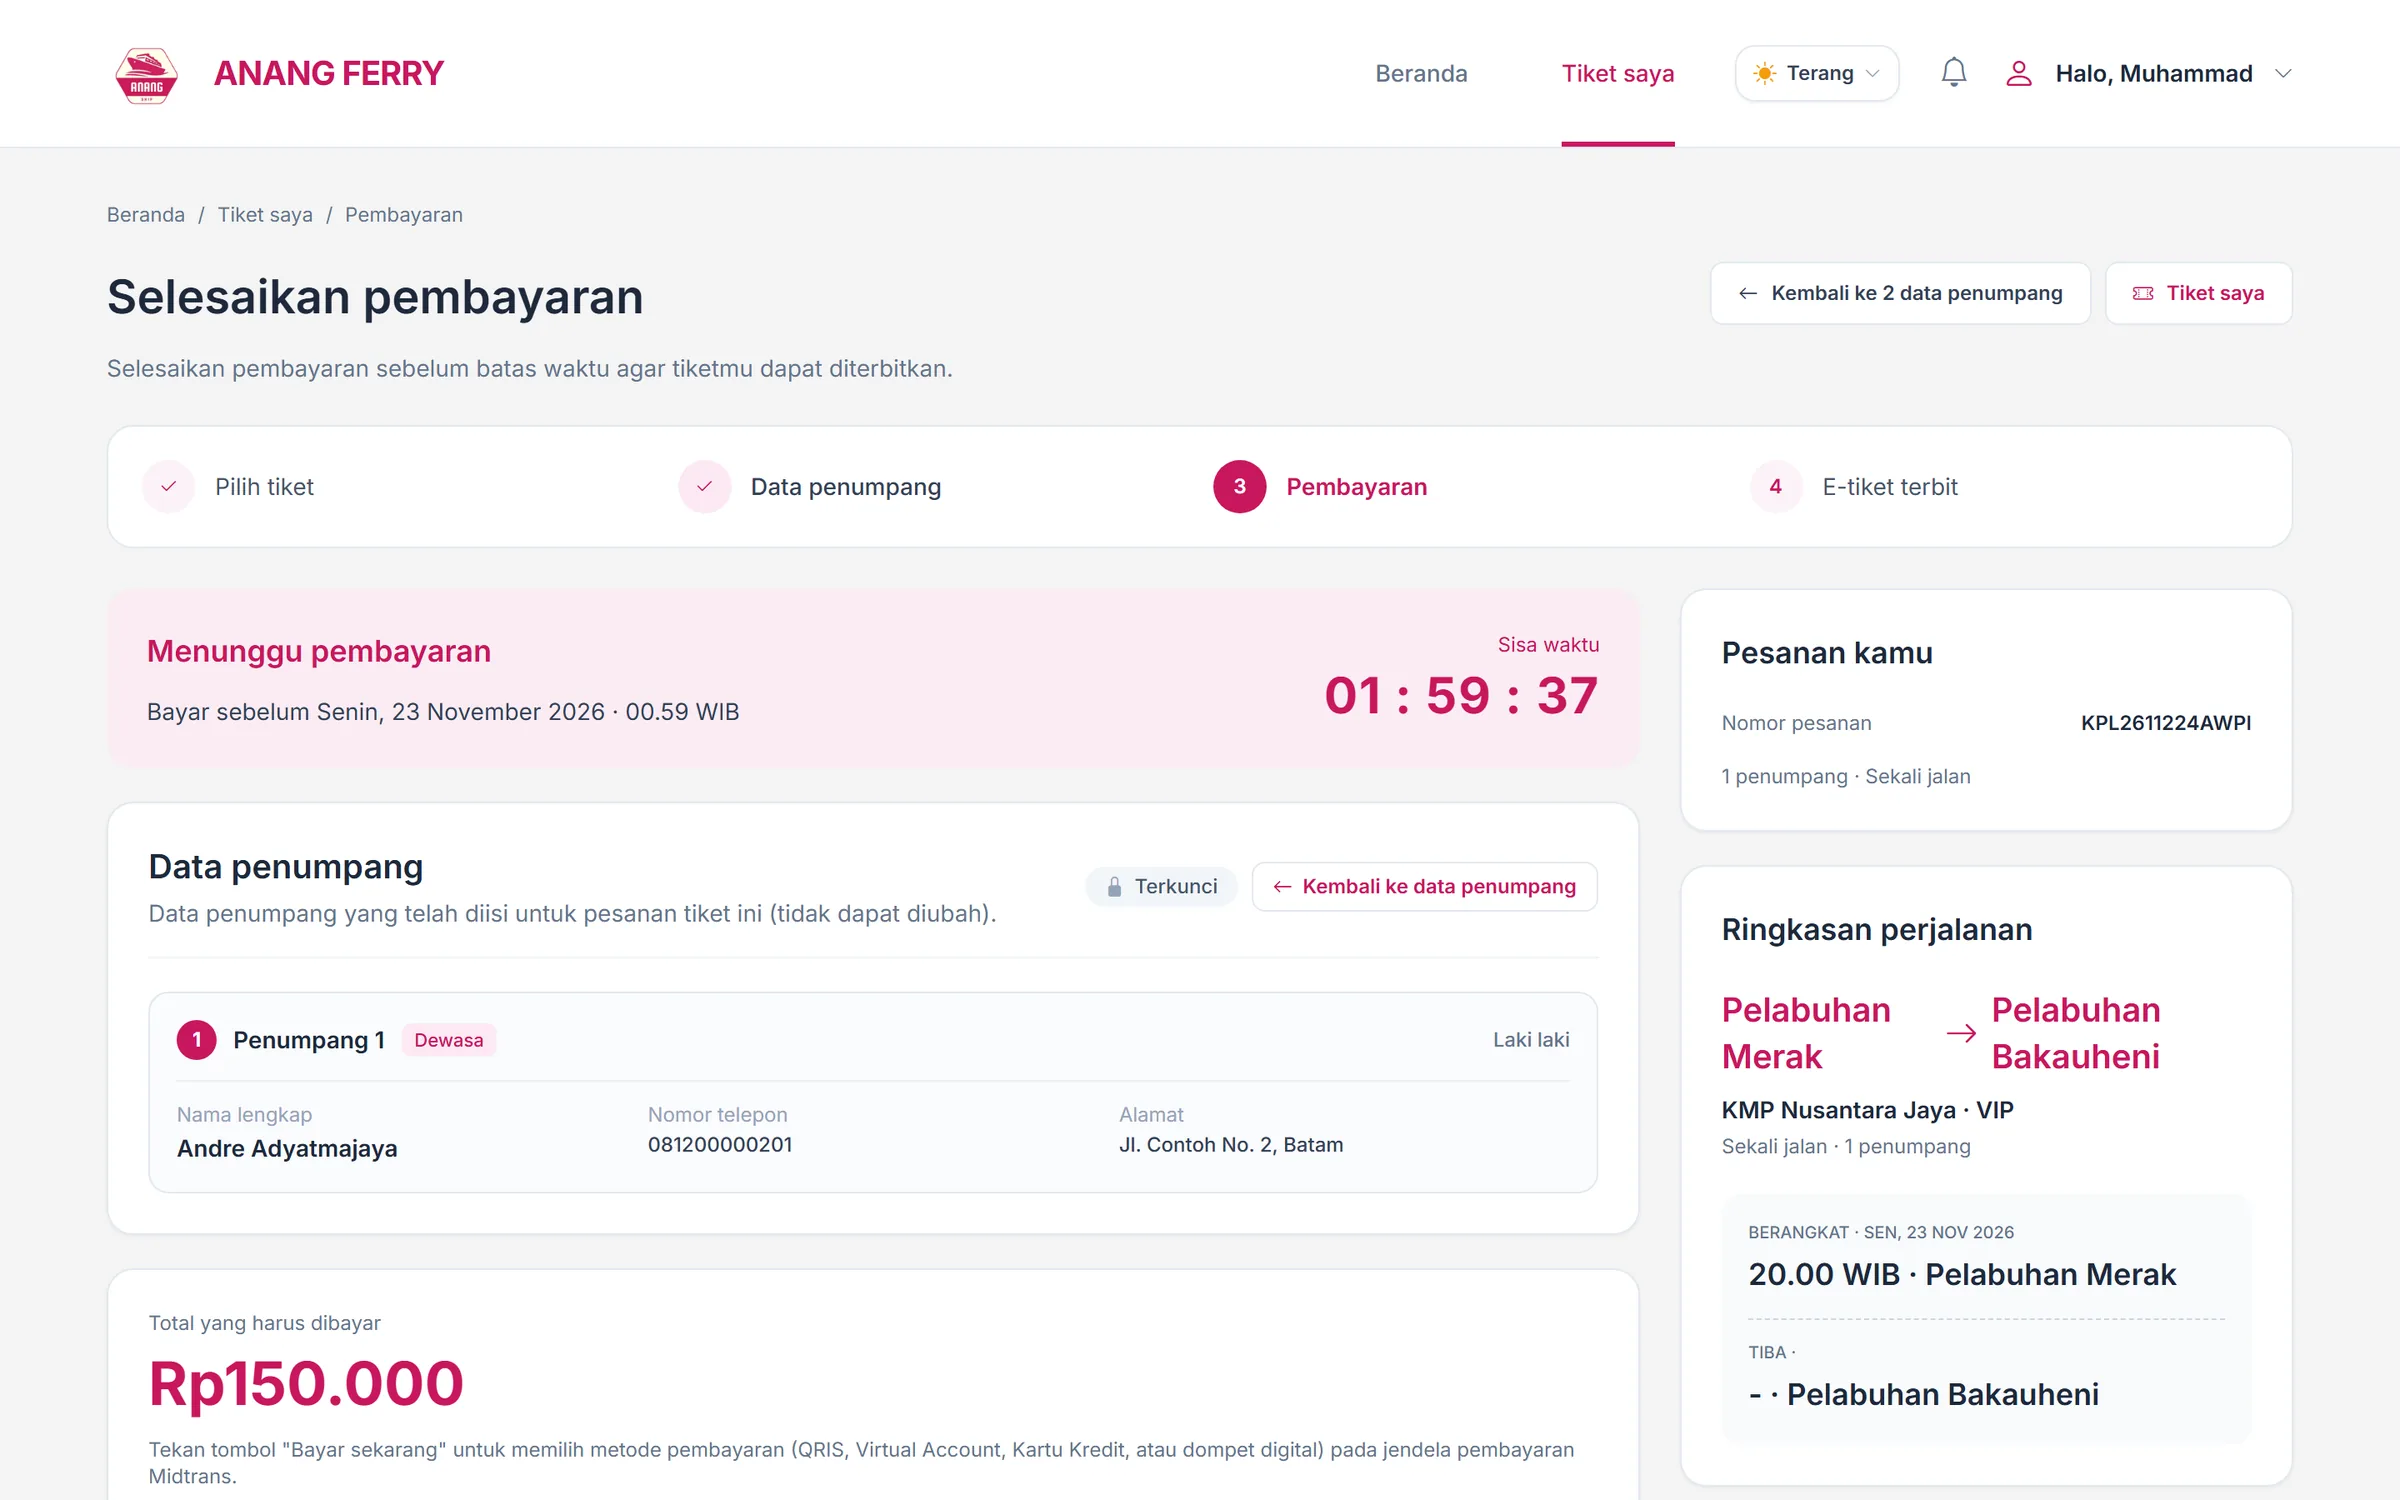 ANANG
SHIP
ANANG FERRY
Beranda
Tiket saya
Terang
Halo, Muhammad
Beranda / Tiket saya / Pembayaran
Selesaikan pembayaran
Kembali ke 2 data penumpang
Tiket saya
Selesaikan pembayaran sebelum batas waktu agar tiketmu dapat diterbitkan.
Pilih tiket
Data penumpang
3 Pembayaran
4 E-tiket terbit
Menunggu pembayaran
Bayar sebelum Senin, 23 November 2026 · 00.59 WIB
Sisa waktu
01 : 59 : 37
Data penumpang
Data penumpang yang telah diisi untuk pesanan tiket ini (tidak dapat diubah).
Terkunci
Kembali ke data penumpang
1 Penumpang 1 Dewasa
Laki laki
Nama lengkap
Andre Adyatmajaya
Nomor telepon
081200000201
Alamat
Jl. Contoh No. 2, Batam
Total yang harus dibayar
Rp150.000
Tekan tombol "Bayar sekarang" untuk memilih metode pembayaran (QRIS, Virtual Account, Kartu Kredit, atau dompet digital) pada jendela pembayaran
Midtrans.
Pesanan kamu
Nomor pesanan KPL2611224AWPI
1 penumpang · Sekali jalan
Ringkasan perjalanan
Pelabuhan
Merak
→
Pelabuhan
Bakauheni
KMP Nusantara Jaya · VIP
Sekali jalan · 1 penumpang
BERANGKAT · SEN, 23 NOV 2026
20.00 WIB · Pelabuhan Merak
TIBA ·
- · Pelabuhan Bakauheni